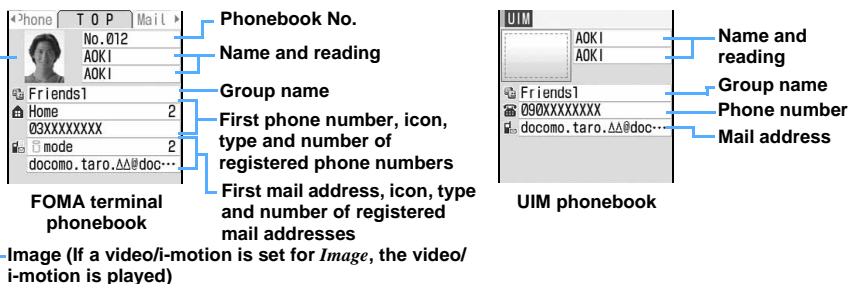 Phone TOP Mail
No.012
AOKI
AOKI
Friends1
Home 2
03XXXXXXXX
mode 2
docomo.taro.ΔΔ@doc…
Phonebook No.
Name and reading
Group name
First phone number, icon,
type and number of
registered phone numbers
First mail address, icon, type
and number of registered
mail addresses
FOMA terminal
phonebook
Image (If a video/i-motion is set for Image, the video/
i-motion is played)
UIM
AOKI
AOKI
Friends1
090XXXXXXXX
docomo.taro.ΔΔ@doc…
Name and
reading
Group name
Phone number
Mail address
UIM phonebook